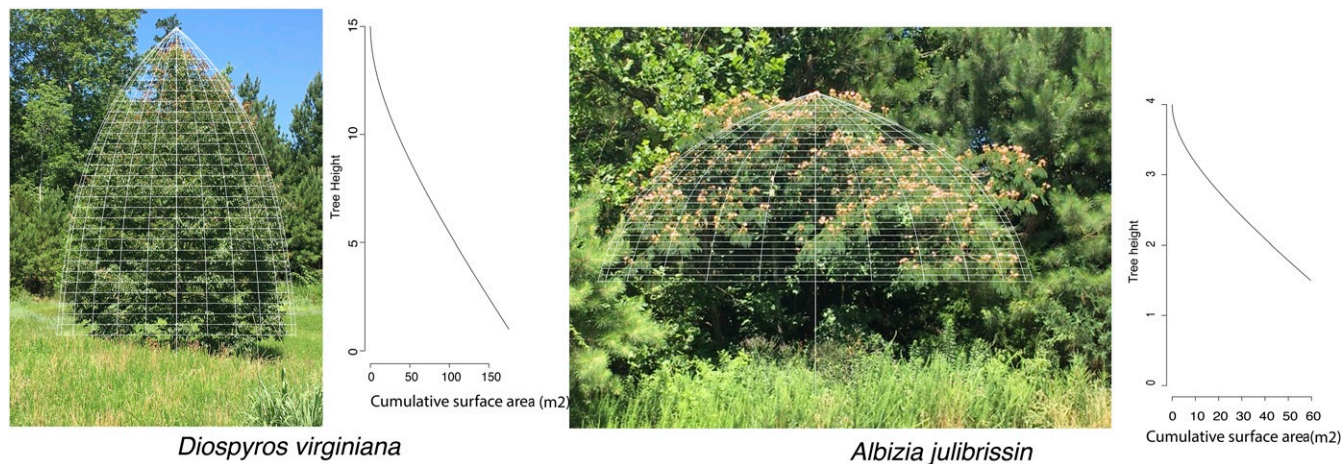 15
10
5
0
Tree Height
0 50 100 150
Cumulative surface area (m2)
Diospyros virginiana
4
3
2
1
0
Tree height
0 10 20 30 40 50 60
Cumulative surface area(m2)
Albizia julibrissin